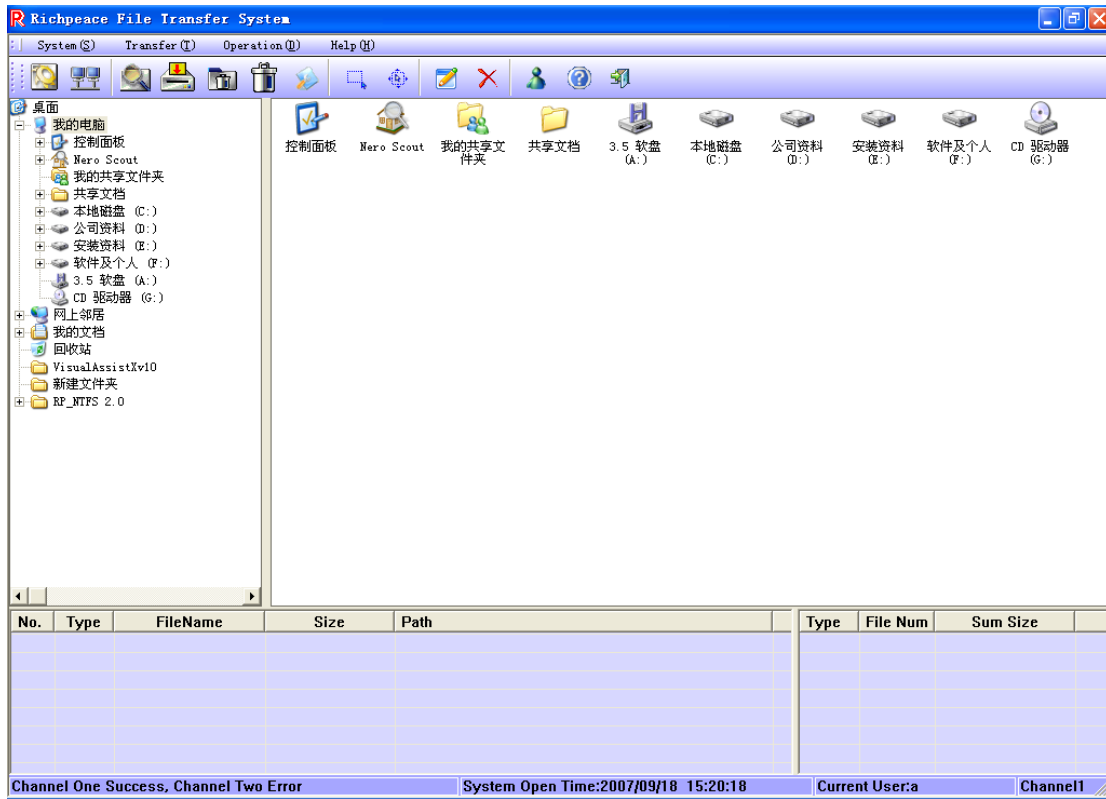 Richpeace File Transfer System
System(S) Transfer(T) Operation(D) Help(H)
桌面
我的电脑
控制面板
Nero Scout
我的共享文件夹
共享文档
本地磁盘 (C:)
公司资料 (D:)
安装资料 (E:)
软件及个人 (F:)
3.5 软盘 (A:)
CD 驱动器 (G:)
网上邻居
我的文档
回收站
VisualAssistXv10
新建文件夹
RP_NTFS 2.0
控制面板
Nero Scout
我的共享文
件夹
共享文档
3.5 软盘
(A:)
本地磁盘
(C:)
公司资料
(D:)
安装资料
(E:)
软件及个人
(F:)
CD 驱动器
(G:)
No. Type FileName Size Path
Type File Num Sum Size
Channel One Success, Channel Two Error System Open Time:2007/09/18 15:20:18 Current User:a Channel1